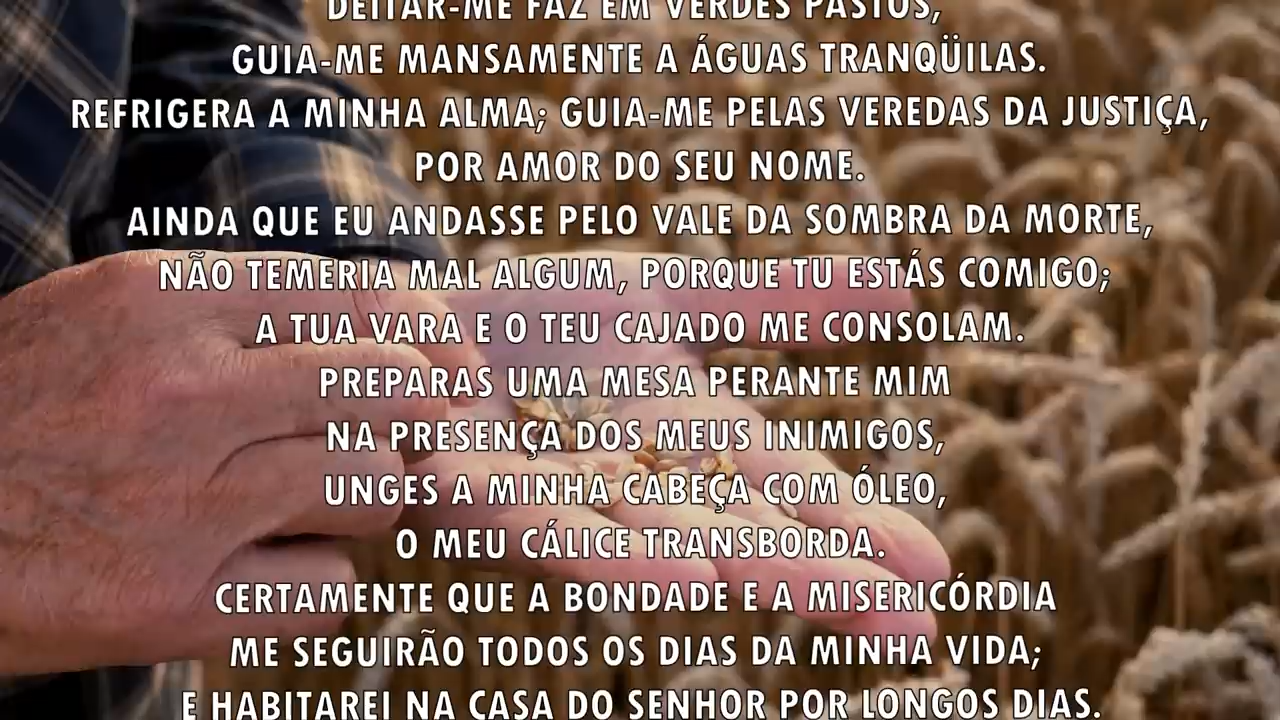 DEITAR-ME FAZ EM VERDES PASTOS,
GUIA-ME MANSAMENTE A ÁGUAS TRANQÜILAS.
REFRIGERA A MINHA ALMA; GUIA-ME PELAS VEREDAS DA JUSTIÇA,
POR AMOR DO SEU NOME.
AINDA QUE EU ANDASSE PELO VALE DA SOMBRA DA MORTE,
NÃO TEMERIA MAL ALGUM, PORQUE TU ESTÁS COMIGO;
A TUA VARA E O TEU CAJADO ME CONSOLAM.
PREPARAS UMA MESA PERANTE MIM
NA PRESENÇA DOS MEUS INIMIGOS,
UNGES A MINHA CABEÇA COM ÓLEO,
O MEU CÁLICE TRANSBORDA.
CERTAMENTE QUE A BONDADE E A MISERICÓRDIA
ME SEGUIRÃO TODOS OS DIAS DA MINHA VIDA;
E HABITAREI NA CASA DO SENHOR POR LONGOS DIAS.